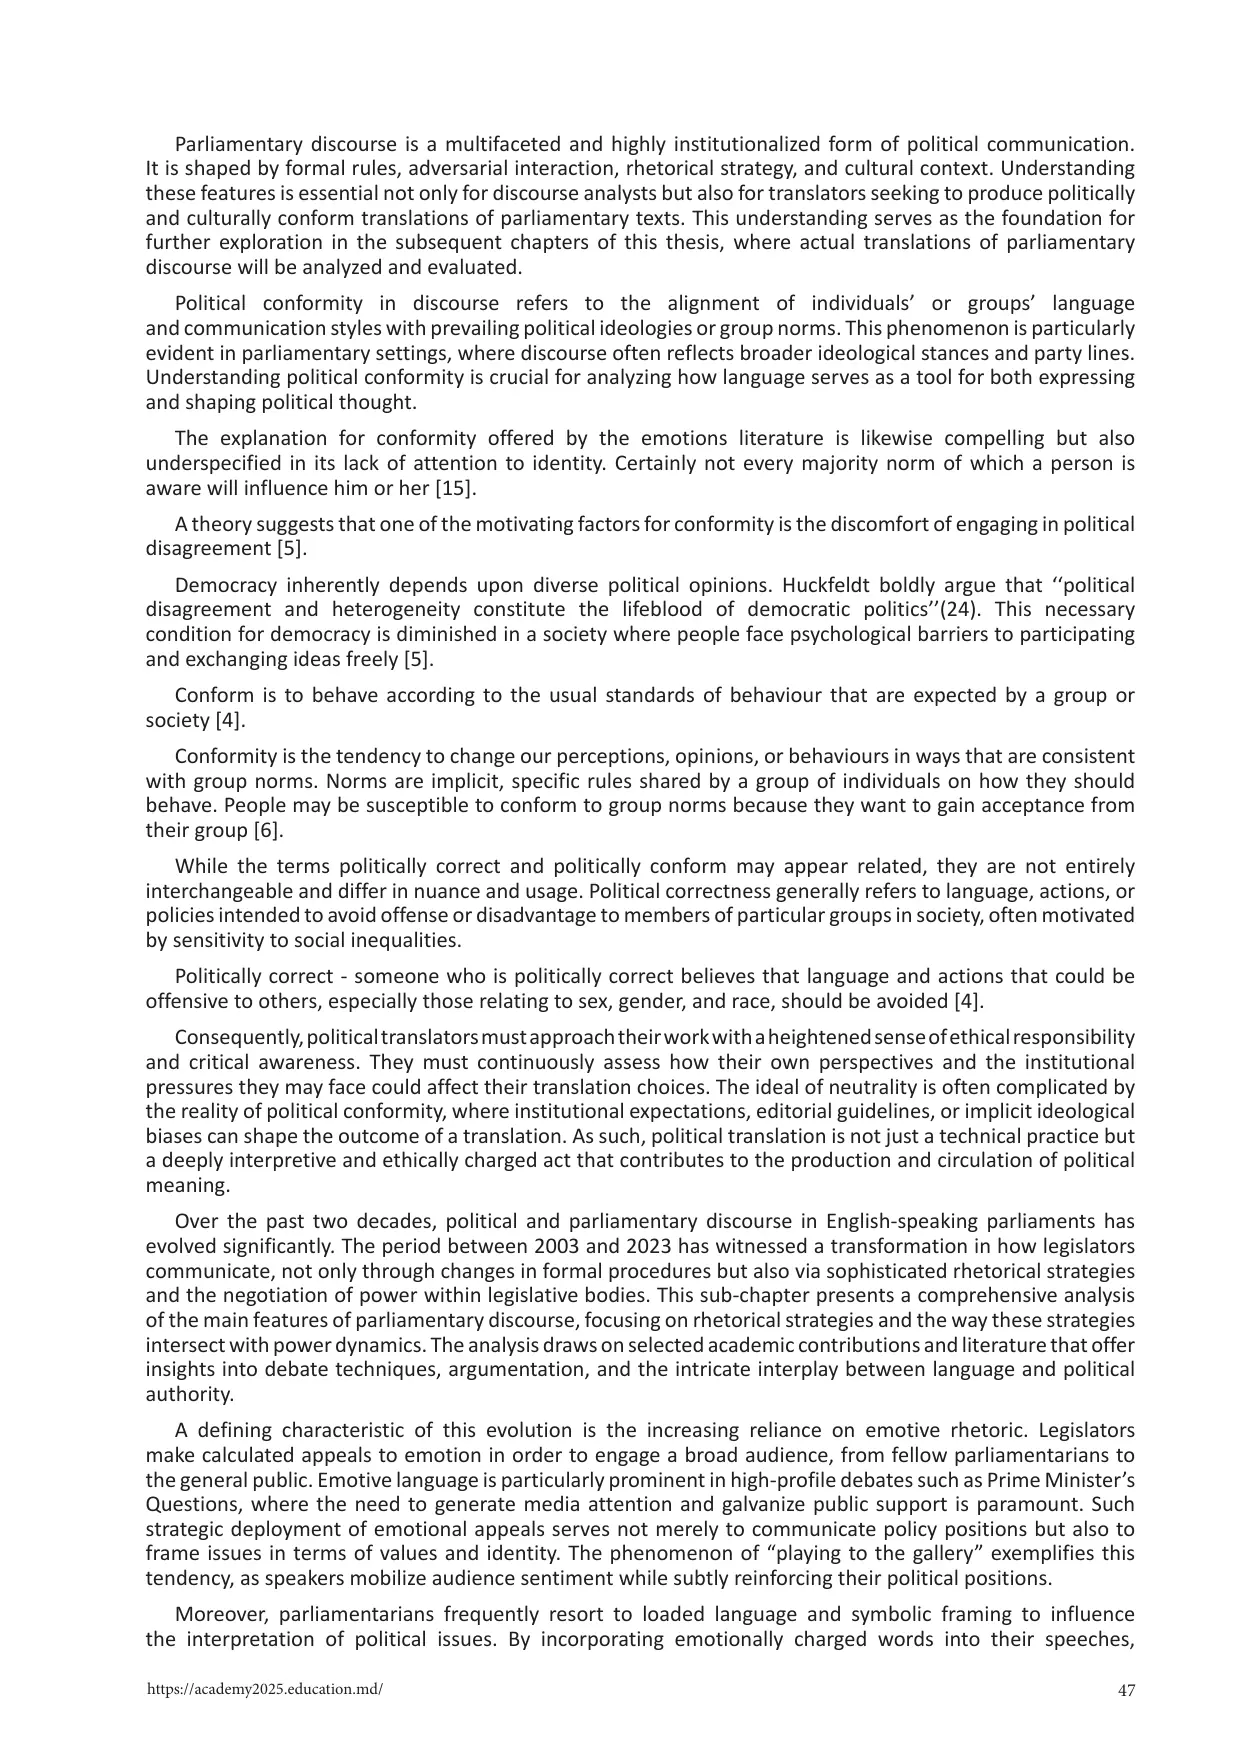 Parliamentary discourse is a multifaceted and highly institutionalized form of political communication.
It is shaped by formal rules, adversarial interaction, rhetorical strategy, and cultural context. Understanding
these features is essential not only for discourse analysts but also for translators seeking to produce politically
and culturally conform translations of parliamentary texts. This understanding serves as the foundation for
further exploration in the subsequent chapters of this thesis, where actual translations of parliamentary
discourse will be analyzed and evaluated.
Political conformity in discourse refers to the alignment of individuals’ or groups’ language
and communication styles with prevailing political ideologies or group norms. This phenomenon is particularly
evident in parliamentary settings, where discourse often reflects broader ideological stances and party lines.
Understanding political conformity is crucial for analyzing how language serves as a tool for both expressing
and shaping political thought.
The explanation for conformity offered by the emotions literature is likewise compelling but also
underspecified in its lack of attention to identity. Certainly not every majority norm of which a person is
aware will influence him or her [15].
A theory suggests that one of the motivating factors for conformity is the discomfort of engaging in political
disagreement [5].
Democracy inherently depends upon diverse political opinions. Huckfeldt boldly argue that ‘‘political
disagreement and heterogeneity constitute the lifeblood of democratic politics’’(24). This necessary
condition for democracy is diminished in a society where people face psychological barriers to participating
and exchanging ideas freely [5].
Conform is to behave according to the usual standards of behaviour that are expected by a group or
society [4].
Conformity is the tendency to change our perceptions, opinions, or behaviours in ways that are consistent
with group norms. Norms are implicit, specific rules shared by a group of individuals on how they should
behave. People may be susceptible to conform to group norms because they want to gain acceptance from
their group [6].
While the terms politically correct and politically conform may appear related, they are not entirely
interchangeable and differ in nuance and usage. Political correctness generally refers to language, actions, or
policies intended to avoid offense or disadvantage to members of particular groups in society, often motivated
by sensitivity to social inequalities.
Politically correct - someone who is politically correct believes that language and actions that could be
offensive to others, especially those relating to sex, gender, and race, should be avoided [4].
Consequently, political translators must approach their work with a heightened sense of ethical responsibility
and critical awareness. They must continuously assess how their own perspectives and the institutional
pressures they may face could affect their translation choices. The ideal of neutrality is often complicated by
the reality of political conformity, where institutional expectations, editorial guidelines, or implicit ideological
biases can shape the outcome of a translation. As such, political translation is not just a technical practice but
a deeply interpretive and ethically charged act that contributes to the production and circulation of political
meaning.
Over the past two decades, political and parliamentary discourse in English-speaking parliaments has
evolved significantly. The period between 2003 and 2023 has witnessed a transformation in how legislators
communicate, not only through changes in formal procedures but also via sophisticated rhetorical strategies
and the negotiation of power within legislative bodies. This sub-chapter presents a comprehensive analysis
of the main features of parliamentary discourse, focusing on rhetorical strategies and the way these strategies
intersect with power dynamics. The analysis draws on selected academic contributions and literature that offer
insights into debate techniques, argumentation, and the intricate interplay between language and political
authority.
A defining characteristic of this evolution is the increasing reliance on emotive rhetoric. Legislators
make calculated appeals to emotion in order to engage a broad audience, from fellow parliamentarians to
the general public. Emotive language is particularly prominent in high-profile debates such as Prime Minister’s
Questions, where the need to generate media attention and galvanize public support is paramount. Such
strategic deployment of emotional appeals serves not merely to communicate policy positions but also to
frame issues in terms of values and identity. The phenomenon of “playing to the gallery” exemplifies this
tendency, as speakers mobilize audience sentiment while subtly reinforcing their political positions.
Moreover, parliamentarians frequently resort to loaded language and symbolic framing to influence
the interpretation of political issues. By incorporating emotionally charged words into their speeches,
https://academy2025.education.md/
47